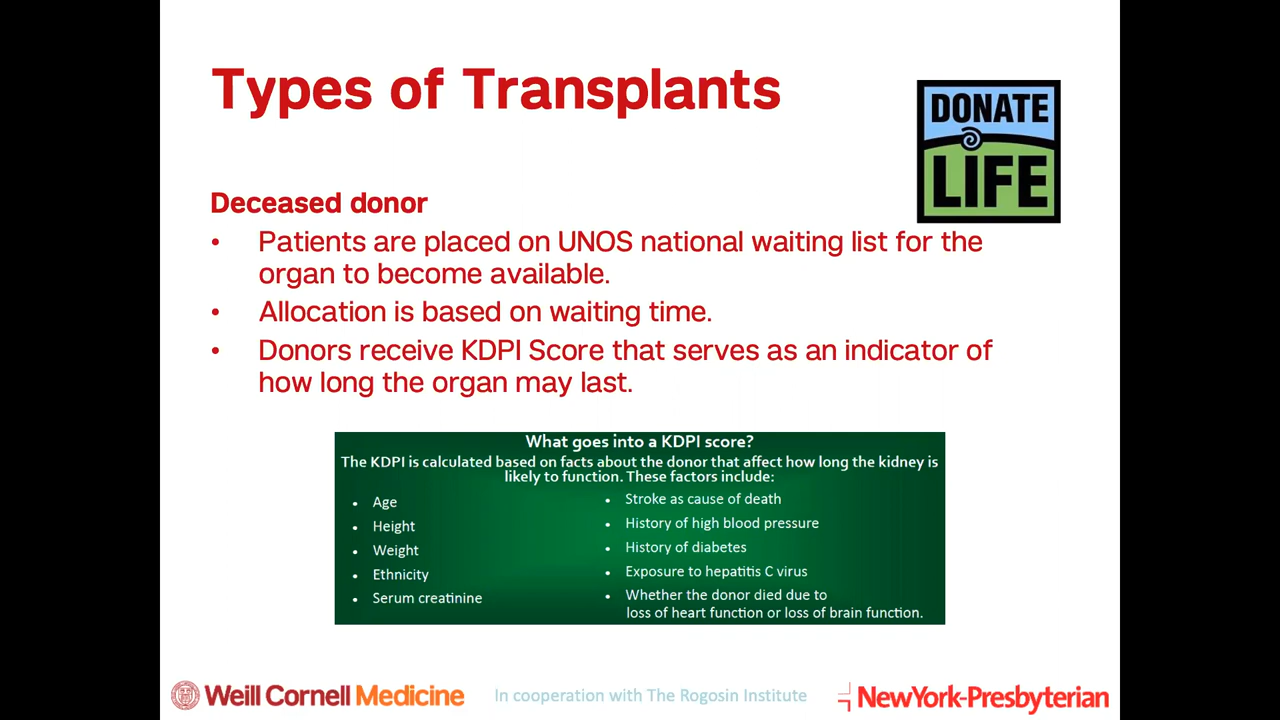 Types of Transplants
DONATE
LIFE
Deceased donor
• Patients are placed on UNOS national waiting list for the
organ to become available.
• Allocation is based on waiting time.
• Donors receive KDPI Score that serves as an indicator of
how long the organ may last.
What goes into a KDPI score?
The KDPI is calculated based on facts about the donor that affect how long the kidney is
likely to function. These factors include:
• Age
• Height
• Weight
• Ethnicity
• Serum creatinine
• Stroke as cause of death
• History of high blood pressure
• History of diabetes
• Exposure to hepatitis C virus
• Whether the donor died due to
loss of heart function or loss of brain function.
Weill Cornell Medicine
In cooperation with The Rogosin Institute
NewYork-Presbyterian